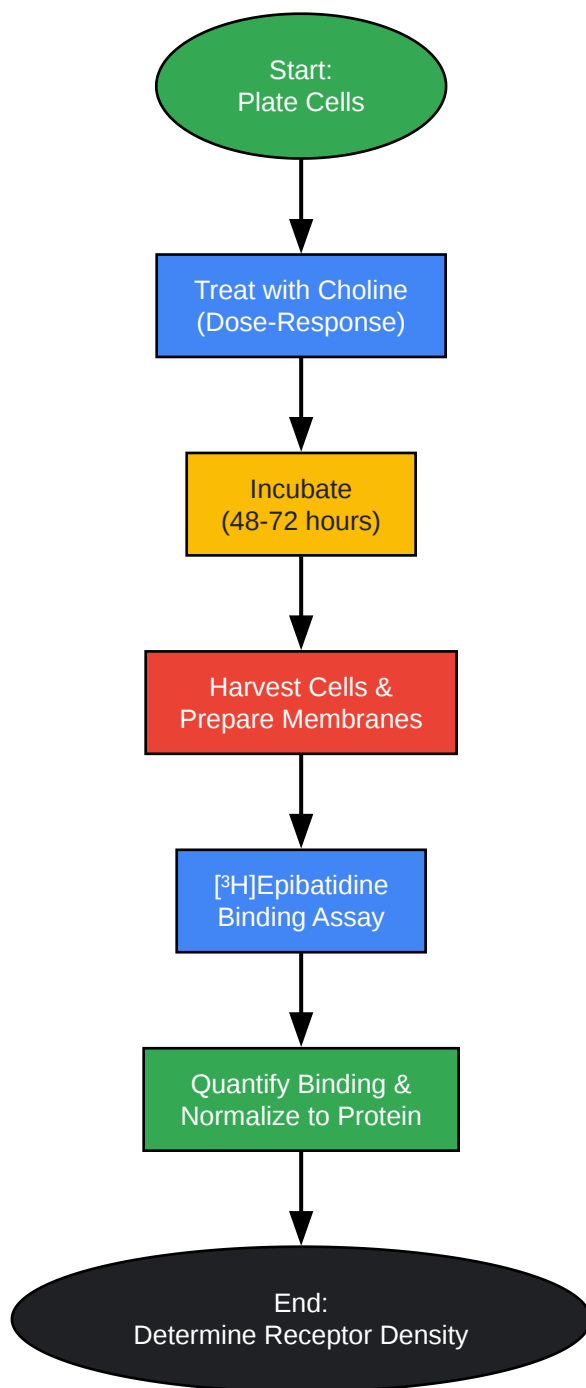 Start:
Plate Cells
Treat with Choline
(Dose-Response)
Incubate
(48-72 hours)
Harvest Cells &
Prepare Membranes
[³H]Epibatidine
Binding Assay
Quantify Binding &
Normalize to Protein
End:
Determine Receptor Density